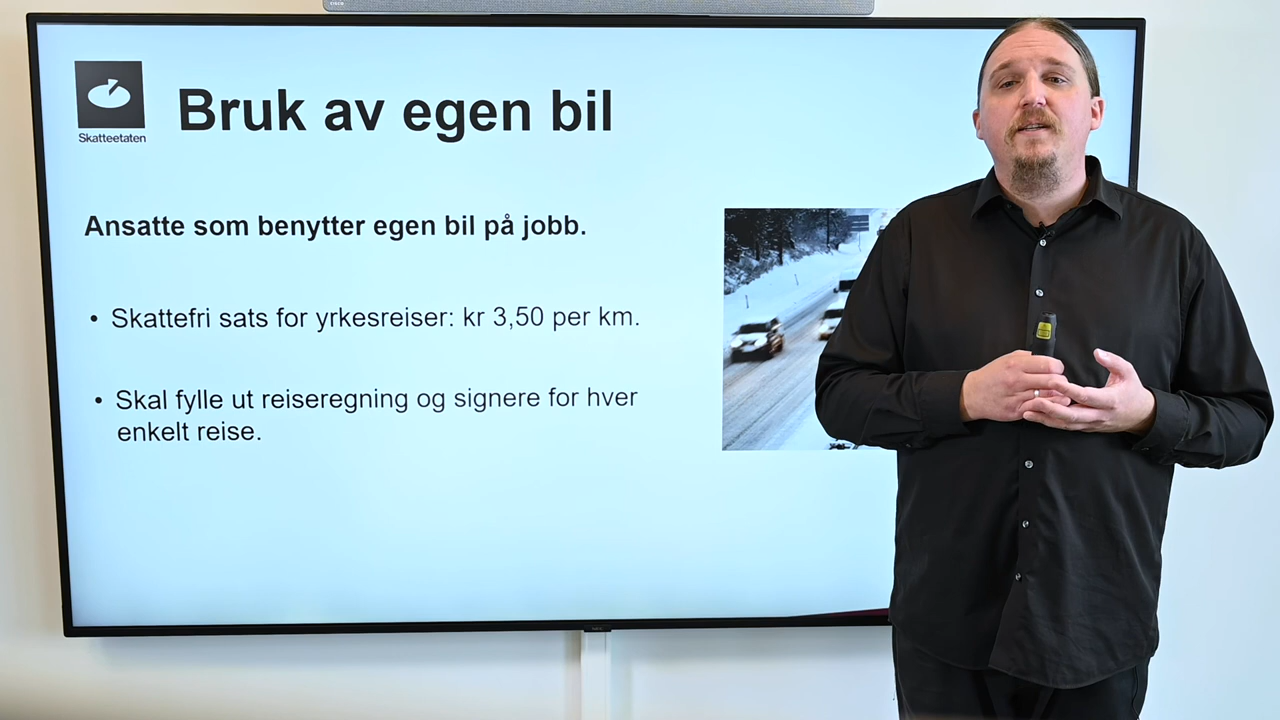 Skatteetaten
Bruk av egen bil
Ansatte som benytter egen bil på jobb.
• Skattefri sats for yrkesreiser: kr 3,50 per km.
• Skal fylle ut reiseregning og signere for hver
enkelt reise.